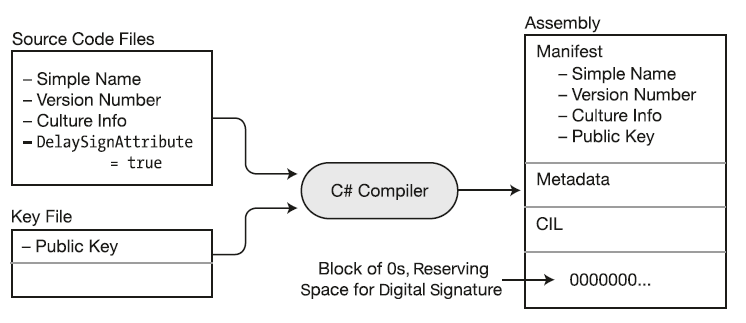 Source Code Files
– Simple Name
– Version Number
– Culture Info
– DelaySignAttribute
= true
Key File
– Public Key
C# Compiler
Assembly
Manifest
– Simple Name
– Version Number
– Culture Info
– Public Key
Metadata
CIL
Block of 0s, Reserving
Space for Digital Signature
0000000...